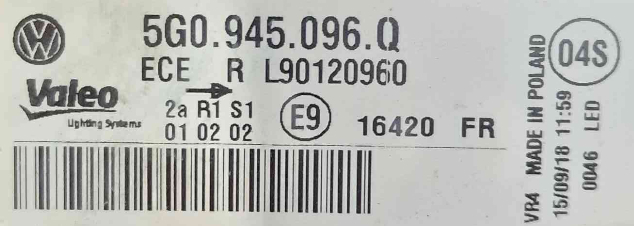 5G0.945.096.Q
ECE R L90120960
Valeo
Lighting Systems
2a R1 S1
01 02 02
E9
16420 FR
04S
VR4 MADE IN POLAND
15/09/18 11:59
0046 LED